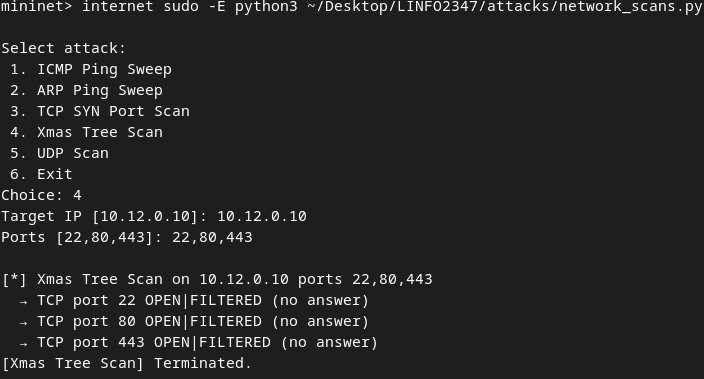 mininet> internet sudo -E python3 ~/Desktop/LINFO2347/attacks/network_scans.py
Select attack:
1. ICMP Ping Sweep
2. ARP Ping Sweep
3. TCP SYN Port Scan
4. Xmas Tree Scan
5. UDP Scan
6. Exit
Choice: 4
Target IP [10.12.0.10]: 10.12.0.10
Ports [22,80,443]: 22,80,443
[*] Xmas Tree Scan on 10.12.0.10 ports 22,80,443
→ TCP port 22 OPEN|FILTERED (no answer)
→ TCP port 80 OPEN|FILTERED (no answer)
→ TCP port 443 OPEN|FILTERED (no answer)
[Xmas Tree Scan] Terminated.